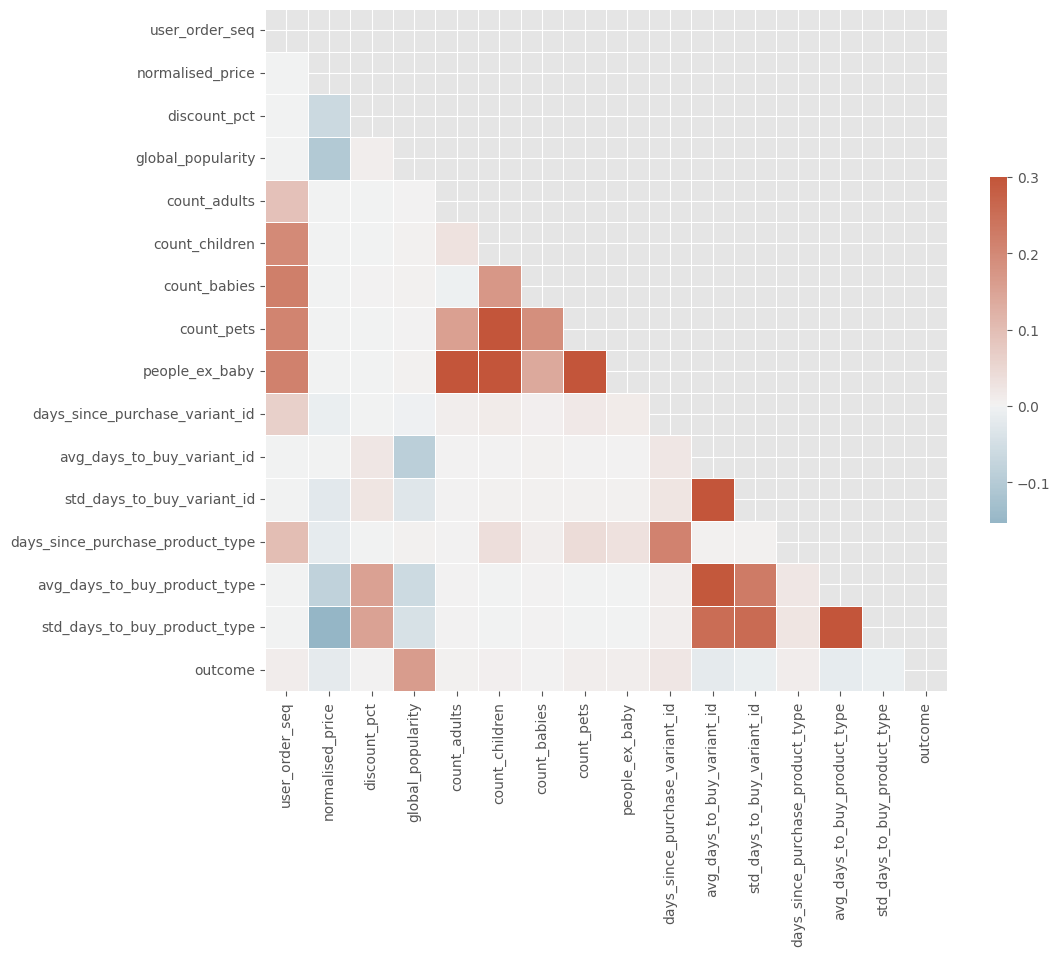 user_order_seq
normalised_price
discount_pct
global_popularity
count_adults
count_children
count_babies
count_pets
people_ex_baby
days_since_purchase_variant_id
avg_days_to_buy_variant_id
std_days_to_buy_variant_id
days_since_purchase_product_type
avg_days_to_buy_product_type
std_days_to_buy_product_type
outcome
user_order_seq
normalised_price
discount_pct
global_popularity
count_adults
count_children
count_babies
count_pets
people_ex_baby
days_since_purchase_variant_id
avg_days_to_buy_variant_id
std_days_to_buy_variant_id
days_since_purchase_product_type
avg_days_to_buy_product_type
std_days_to_buy_product_type
outcome
0.3
0.2
0.1
0.0
−0.1